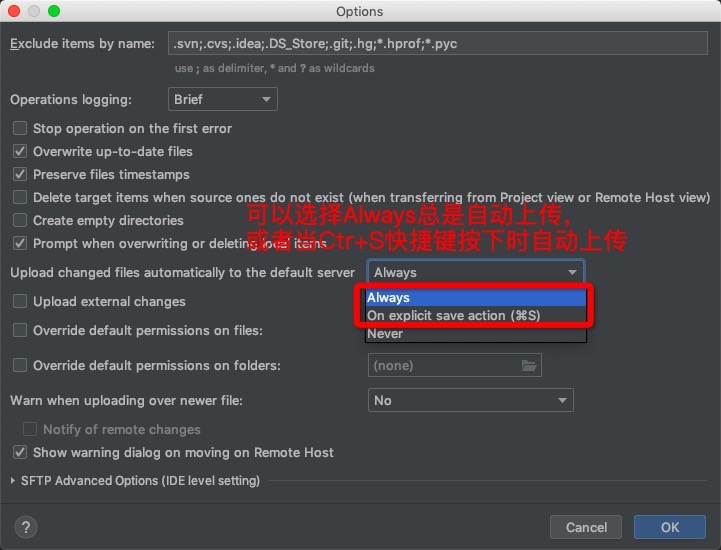 Options
Exclude items by name: .svn;.cvs;.idea;.DS_Store;.git;.hg;*.hprof;*.pyc
use ; as delimiter, * and ? as wildcards
Operations logging: Brief
Stop operation on the first error
Overwrite up-to-date files
Preserve files timestamps
Delete target items when source ones do not exist (when transferring from Project view or Remote Host view)
可以选择Always总是自动上传,
Create empty directories
或者当Ctr+S快捷键按下时自动上传
Prompt when overwriting or deleting local items
Upload changed files automatically to the default server Always
Always
Upload external changes
On explicit save action (⌘S)
Override default permissions on files:
Never
Override default permissions on folders: (none)
Warn when uploading over newer file: No
Notify of remote changes
Show warning dialog on moving on Remote Host
SFTP Advanced Options (IDE level setting)
? Cancel OK